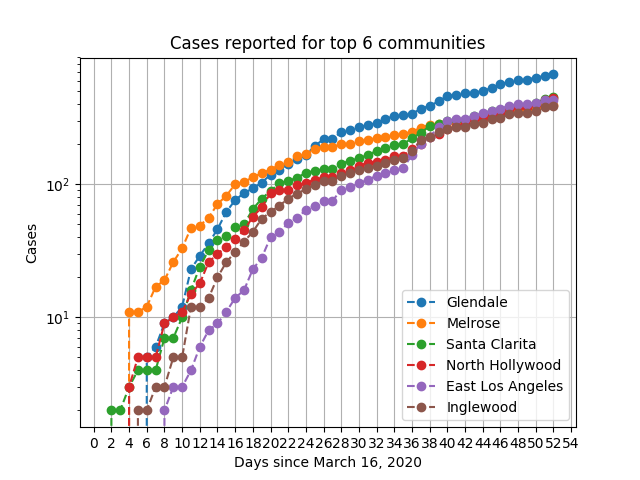 Cases reported for top 6 communities
Cases
10²
10¹
Glendale
Melrose
Santa Clarita
North Hollywood
East Los Angeles
Inglewood
0 2 4 6 8 10 12 14 16 18 20 22 24 26 28 30 32 34 36 38 40 42 44 46 48 50 52 54
Days since March 16, 2020